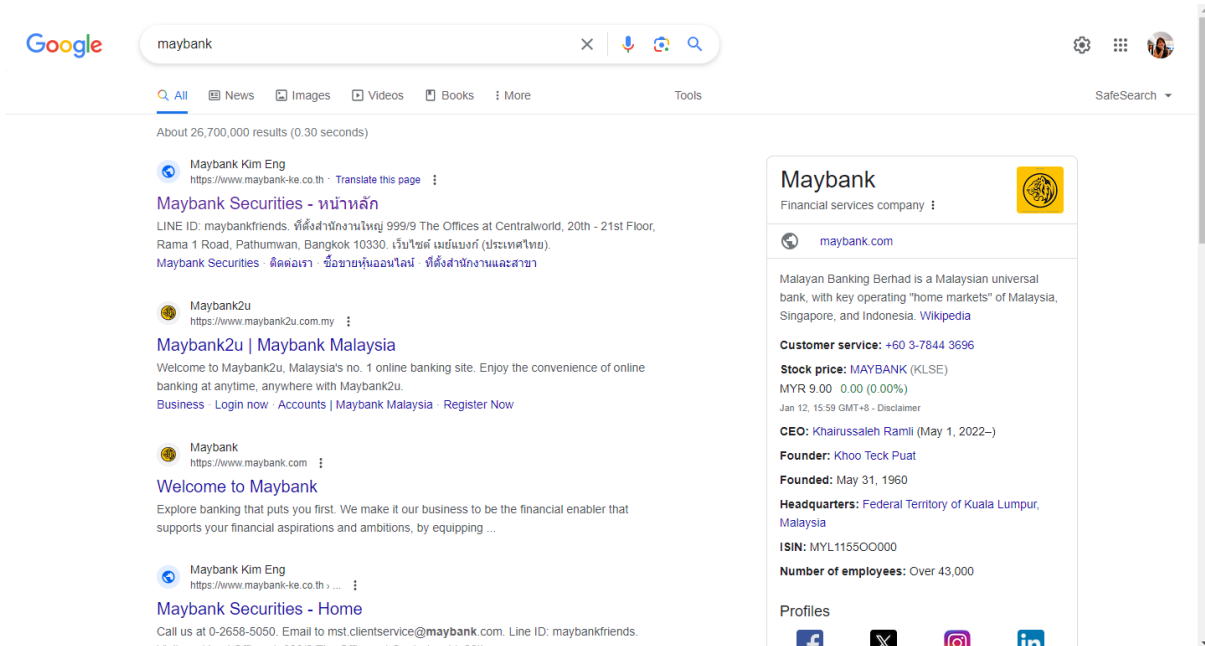 Google
maybank
All
News
Images
Videos
Books
More
Tools
SafeSearch
About 26,700,000 results (0.30 seconds)
Maybank Kim Eng
https://www.maybank-ke.co.th · Translate this page
Maybank Securities - หน้าหลัก
LINE ID: maybankfriends. ที่ตั้งสำนักงานใหญ่ 999/9 The Offices at Centralworld, 20th - 21st Floor,
Rama 1 Road, Pathumwan, Bangkok 10330. เว็บไซต์ เมย์แบงก์ (ประเทศไทย).
Maybank Securities · ติดต่อเรา · ซื้อขายหุ้นออนไลน์ · ที่ตั้งสำนักงานและสาขา
Maybank2u
https://www.maybank2u.com.my
Maybank2u | Maybank Malaysia
Welcome to Maybank2u, Malaysia's no. 1 online banking site. Enjoy the convenience of online
banking at anytime, anywhere with Maybank2u.
Business · Login now · Accounts | Maybank Malaysia · Register Now
Maybank
https://www.maybank.com
Welcome to Maybank
Explore banking that puts you first. We make it our business to be the financial enabler that
supports your financial aspirations and ambitions, by equipping ...
Maybank Kim Eng
https://www.maybank-ke.co.th › ...
Maybank Securities - Home
Call us at 0-2658-5050. Email to mst.clientservice@maybank.com. Line ID: maybankfriends.
Maybank
Financial services company
maybank.com
Malayan Banking Berhad is a Malaysian universal
bank, with key operating "home markets" of Malaysia,
Singapore, and Indonesia. Wikipedia
Customer service: +60 3-7844 3696
Stock price: MAYBANK (KLSE)
MYR 9.00 0.00 (0.00%)
Jan 12, 15:59 GMT+8 - Disclaimer
CEO: Khairussaleh Ramli (May 1, 2022–)
Founder: Khoo Teck Puat
Founded: May 31, 1960
Headquarters: Federal Territory of Kuala Lumpur,
Malaysia
ISIN: MYL1155OO000
Number of employees: Over 43,000
Profiles